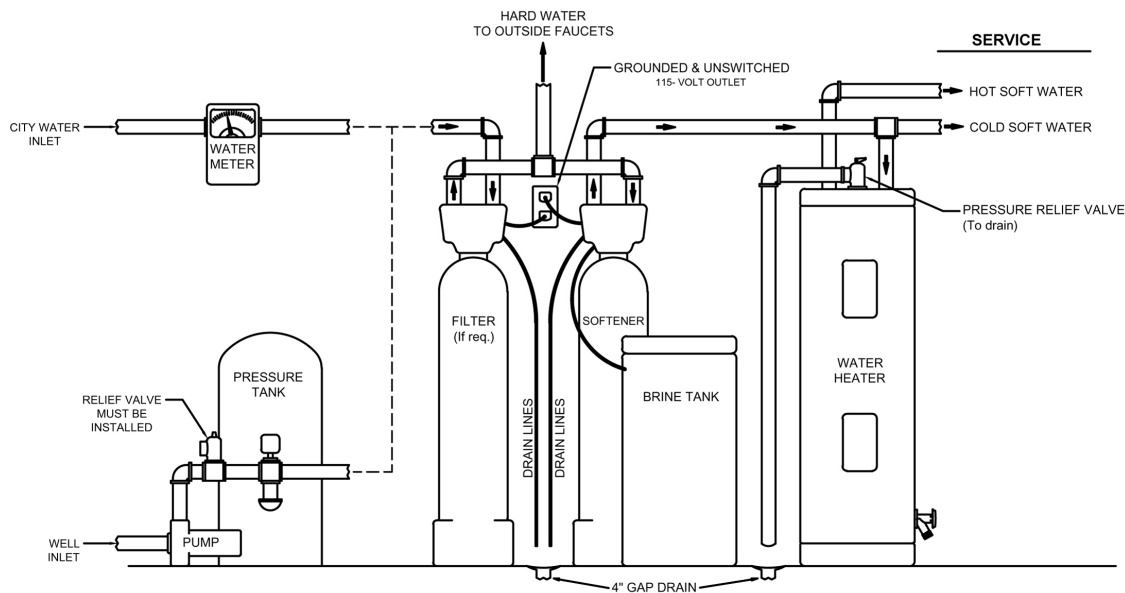 HARD WATER
TO OUTSIDE FAUCETS
SERVICE
GROUNDED & UNSWITCHED
115- VOLT OUTLET
HOT SOFT WATER
CITY WATER
INLET
WATER
METER
COLD SOFT WATER
PRESSURE RELIEF VALVE
(To drain)
FILTER
(If req.)
SOFTENER
WATER
HEATER
PRESSURE
TANK
BRINE TANK
RELIEF VALVE
MUST BE
INSTALLED
DRAIN LINES
DRAIN LINES
PUMP
WELL
INLET
4" GAP DRAIN